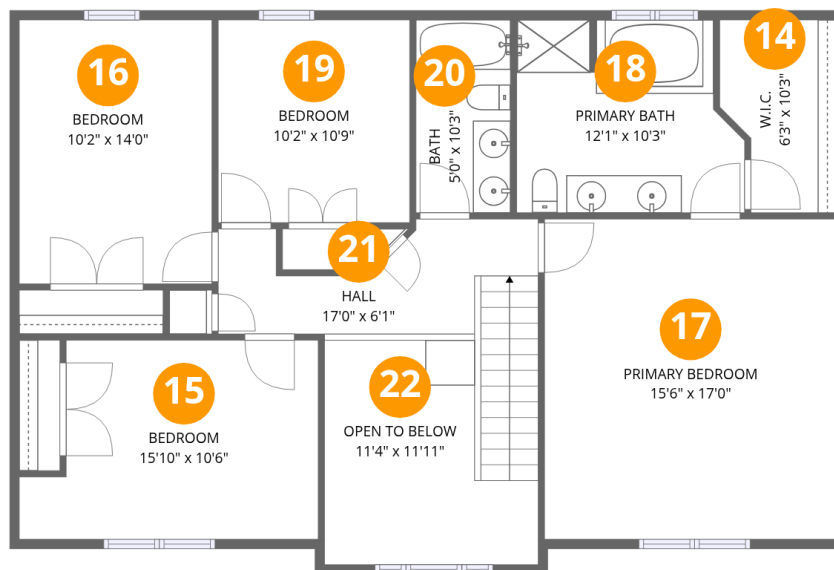 16
BEDROOM
10'2" x 14'0"
19
BEDROOM
10'2" x 10'9"
20
BATH
5'0" x 10'3"
18
PRIMARY BATH
12'1" x 10'3"
14
W.I.C.
6'3" x 10'3"
21
HALL
17'0" x 6'1"
17
PRIMARY BEDROOM
15'6" x 17'0"
15
BEDROOM
15'10" x 10'6"
22
OPEN TO BELOW
11'4" x 11'11"